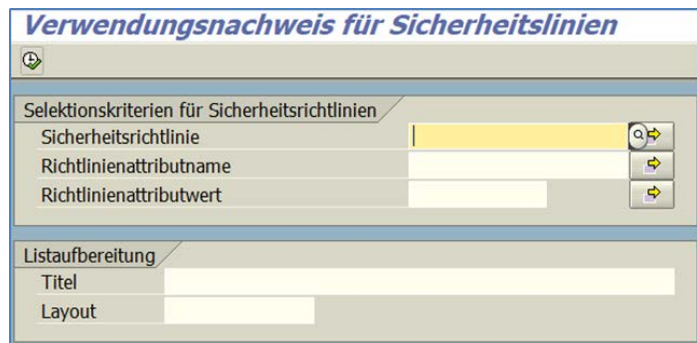 Verwendungsnachweis für Sicherheitslinien
Selektionskriterien für Sicherheitsrichtlinien
Sicherheitsrichtlinie
Richtlinienattributname
Richtlinienattributwert
Listaufbereitung
Titel
Layout